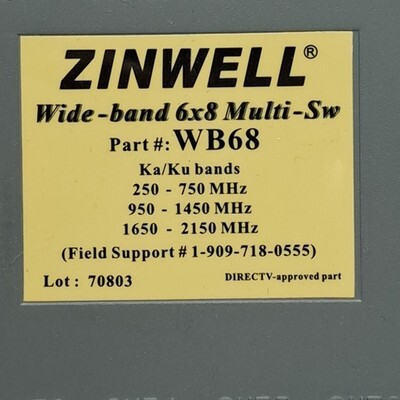 ZINWELL®
Wide-band 6x8 Multi-Sw
Part #: WB68
Ka/Ku bands
250 - 750 MHz
950 - 1450 MHz
1650 - 2150 MHz
(Field Support # 1-909-718-0555)
Lot : 70803 DIRECTV-approved part